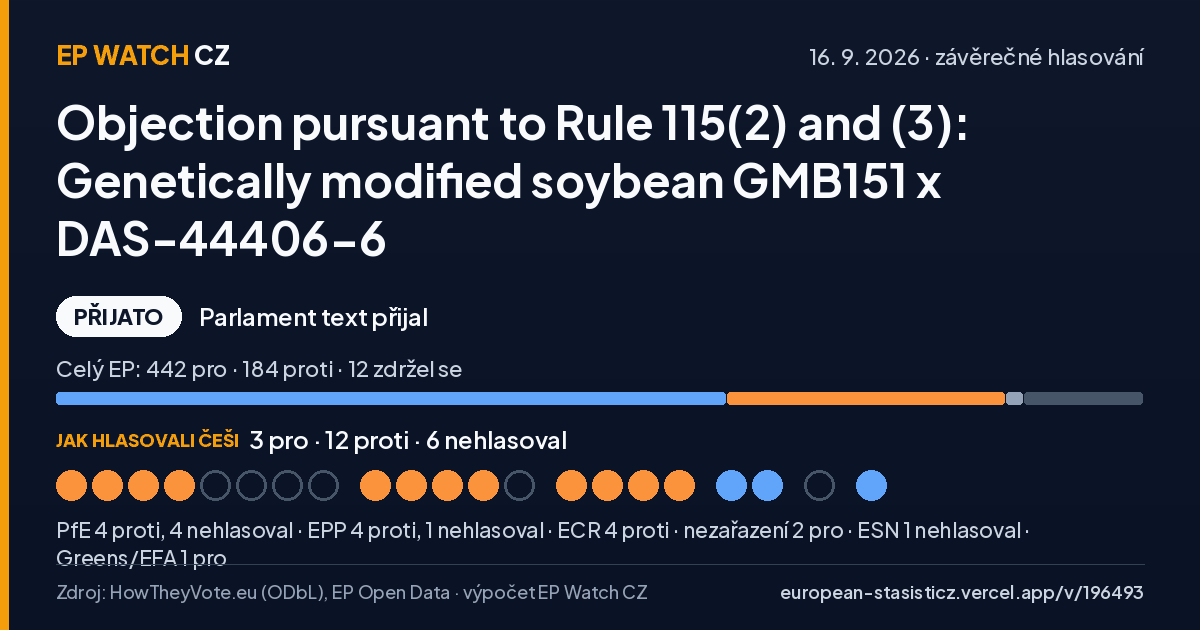 EP WATCH CZ
16. 9. 2026 · závěrečné hlasování
Objection pursuant to Rule 115(2) and (3):
Genetically modified soybean GMB151 x
DAS-44406-6
PŘIJATO Parlament text přijal
Celý EP: 442 pro · 184 proti · 12 zdržel se
JAK HLASOVALI ČEŠI 3 pro · 12 proti · 6 nehlasoval
PfE 4 proti, 4 nehlasoval · EPP 4 proti, 1 nehlasoval · ECR 4 proti · nezařazení 2 pro · ESN 1 nehlasoval ·
Greens/EFA 1 pro
Zdroj: HowTheyVote.eu (ODbL), EP Open Data · výpočet EP Watch CZ
european-stasisticz.vercel.app/v/196493